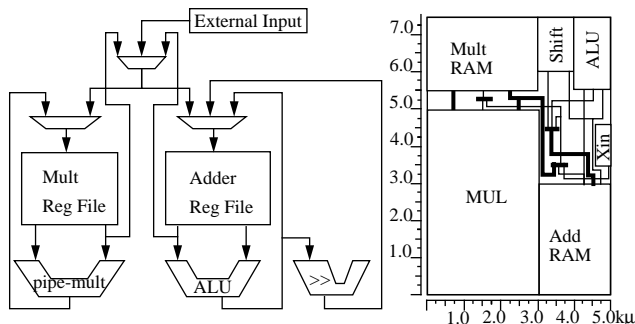 External Input
Mult
Reg File
Adder
Reg File
pipe-mult
ALU
>>
7.0
6.0
5.0
4.0
3.0
2.0
1.0
Mult
RAM
Shift
ALU
Xin
MUL
Add
RAM
1.0 2.0 3.0 4.0 5.0kµ